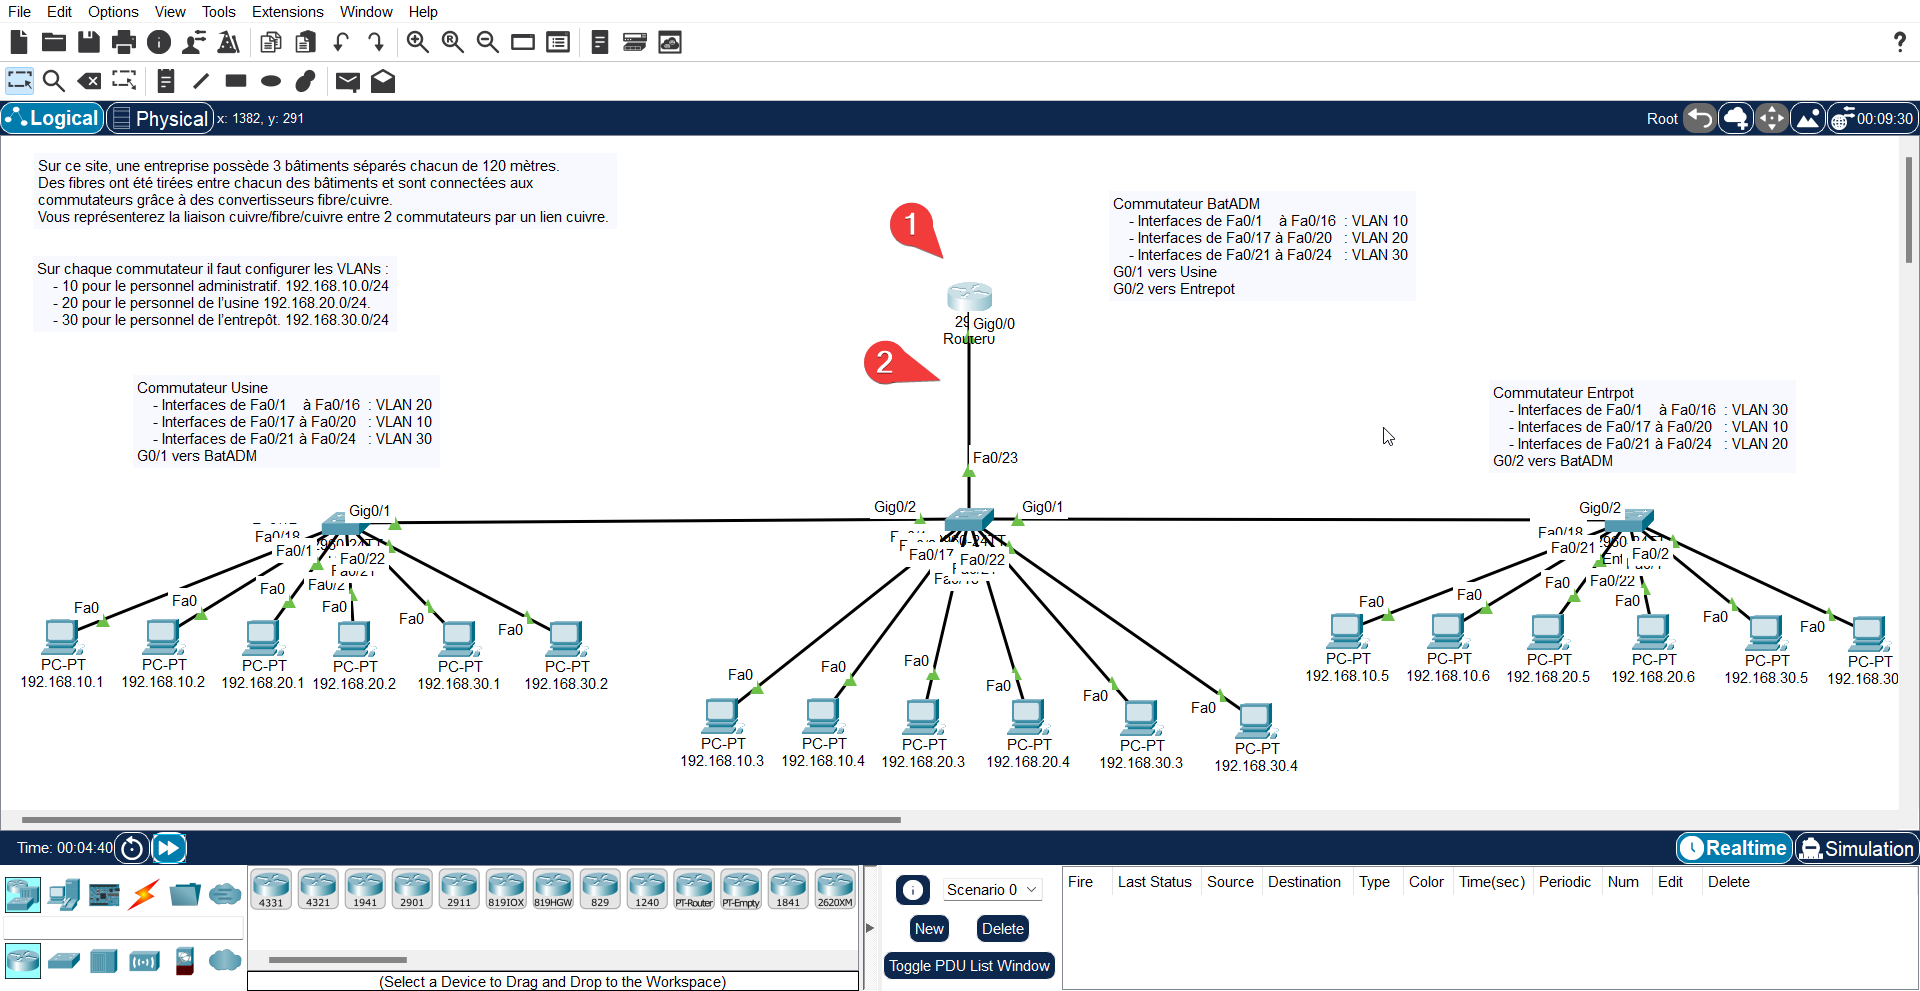 File Edit Options View Tools Extensions Window Help
Logical Physical x: 1382, y: 291 Root 00:09:30
Sur ce site, une entreprise possède 3 bâtiments séparés chacun de 120 mètres.
Des fibres ont été tirées entre chacun des bâtiments et sont connectées aux
commutateurs grâce à des convertisseurs fibre/cuivre.
Vous représenterez la liaison cuivre/fibre/cuivre entre 2 commutateurs par un lien cuivre.
Sur chaque commutateur il faut configurer les VLANs :
- 10 pour le personnel administratif. 192.168.10.0/24
- 20 pour le personnel de l'usine 192.168.20.0/24.
- 30 pour le personnel de l'entrepôt. 192.168.30.0/24
1
Commutateur BatADM
- Interfaces de Fa0/1 à Fa0/16 : VLAN 10
- Interfaces de Fa0/17 à Fa0/20 : VLAN 20
- Interfaces de Fa0/21 à Fa0/24 : VLAN 30
G0/1 vers Usine
G0/2 vers Entrepot
29 Gig0/0
Router0
2
Commutateur Usine
- Interfaces de Fa0/1 à Fa0/16 : VLAN 20
- Interfaces de Fa0/17 à Fa0/20 : VLAN 10
- Interfaces de Fa0/21 à Fa0/24 : VLAN 30
G0/1 vers BatADM
Commutateur Entrpot
- Interfaces de Fa0/1 à Fa0/16 : VLAN 30
- Interfaces de Fa0/17 à Fa0/20 : VLAN 10
- Interfaces de Fa0/21 à Fa0/24 : VLAN 20
G0/2 vers BatADM
Fa0/23
Gig0/1
Gig0/2 Gig0/1
Gig0/2
Fa0/18
Fa0/1
Fa0/22
Fa0/21
Fa0/2
Fa0/17
Fa0/22
Fa0/18
Fa0/21
Fa0/2
Fa0/22
Fa0 Fa0 Fa0 Fa0 Fa0 Fa0
PC-PT PC-PT PC-PT PC-PT PC-PT PC-PT
192.168.10.1 192.168.10.2 192.168.20.1 192.168.20.2 192.168.30.1 192.168.30.2
Fa0 Fa0 Fa0 Fa0 Fa0 Fa0
PC-PT PC-PT PC-PT PC-PT PC-PT PC-PT
192.168.10.5 192.168.10.6 192.168.20.5 192.168.20.6 192.168.30.5 192.168.30
Fa0 Fa0 Fa0 Fa0 Fa0 Fa0
PC-PT PC-PT PC-PT PC-PT PC-PT PC-PT
192.168.10.3 192.168.10.4 192.168.20.3 192.168.20.4 192.168.30.3 192.168.30.4
Time: 00:04:40 Realtime Simulation
4331 4321 1941 2901 2911 819IOX 819HGW 829 1240 PT-Router PT-Empty 1841 2620XM
(Select a Device to Drag and Drop to the Workspace)
Scenario 0
New Delete
Toggle PDU List Window
Fire Last Status Source Destination Type Color Time(sec) Periodic Num Edit Delete